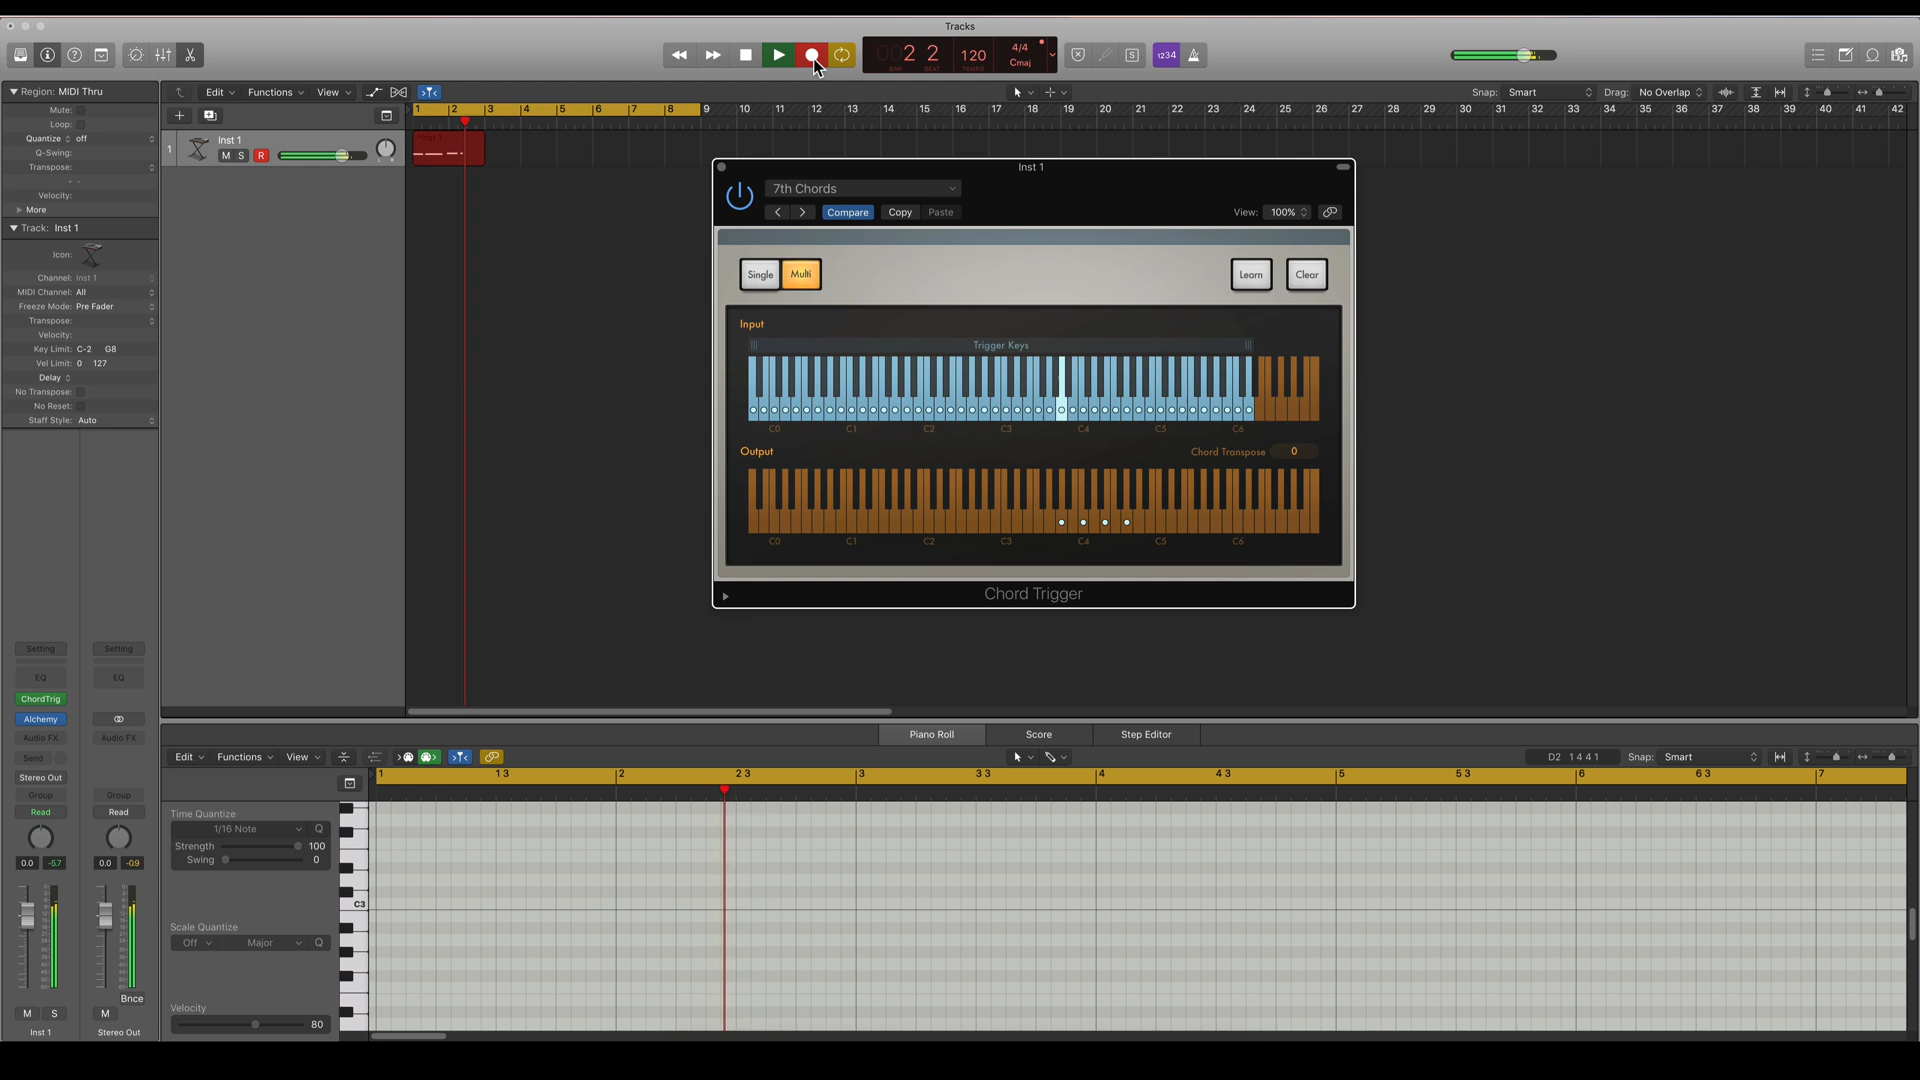 Tracks
2 2 120 4/4 Cmaj
BAR BEAT TEMPO
1234
Region: MIDI Thru
Mute:
Loop:
Quantize off
Q-Swing:
Transpose:
Velocity:
More
Track: Inst 1
Icon:
Channel: Inst 1
MIDI Channel: All
Freeze Mode: Pre Fader
Transpose:
Velocity:
Key Limit: C-2 G8
Vel Limit: 0 127
Delay
No Transpose:
No Reset:
Staff Style: Auto
Edit Functions View
Snap: Smart Drag: No Overlap
1 2 3 4 5 6 7 8 9 10 11 12 13 14 15 16 17 18 19 20 21 22 23 24 25 26 27 28 29 30 31 32 33 34 35 36 37 38 39 40 41 42
1 Inst 1
M S R
Inst 1
Inst 1
7th Chords
Compare Copy Paste View: 100%
Single Multi Learn Clear
Input
Trigger Keys
C0 C1 C2 C3 C4 C5 C6
Output Chord Transpose 0
C0 C1 C2 C3 C4 C5 C6
Chord Trigger
Setting Setting
EQ EQ
ChordTrig
Alchemy
Audio FX Audio FX
Send
Stereo Out
Group Group
Read Read
0.0 -5.7 0.0 -0.9
Bnce
M S M
Inst 1 Stereo Out
Piano Roll Score Step Editor
Edit Functions View
D2 1 4 4 1 Snap: Smart
1 1 3 2 2 3 3 3 3 4 4 3 5 5 3 6 6 3 7
Time Quantize
1/16 Note Q
Strength 100
Swing 0
C3
Scale Quantize
Off Major Q
Velocity
80